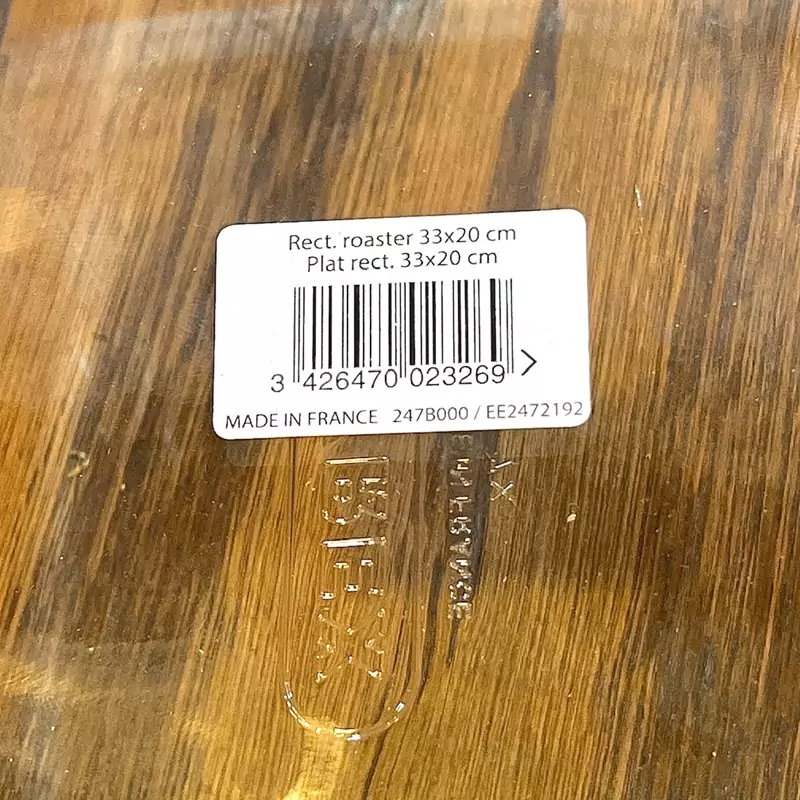 Rect. roaster 33x20 cm
Plat rect. 33x20 cm
3 426470 023269 >
MADE IN FRANCE 247B000 / EE2472192